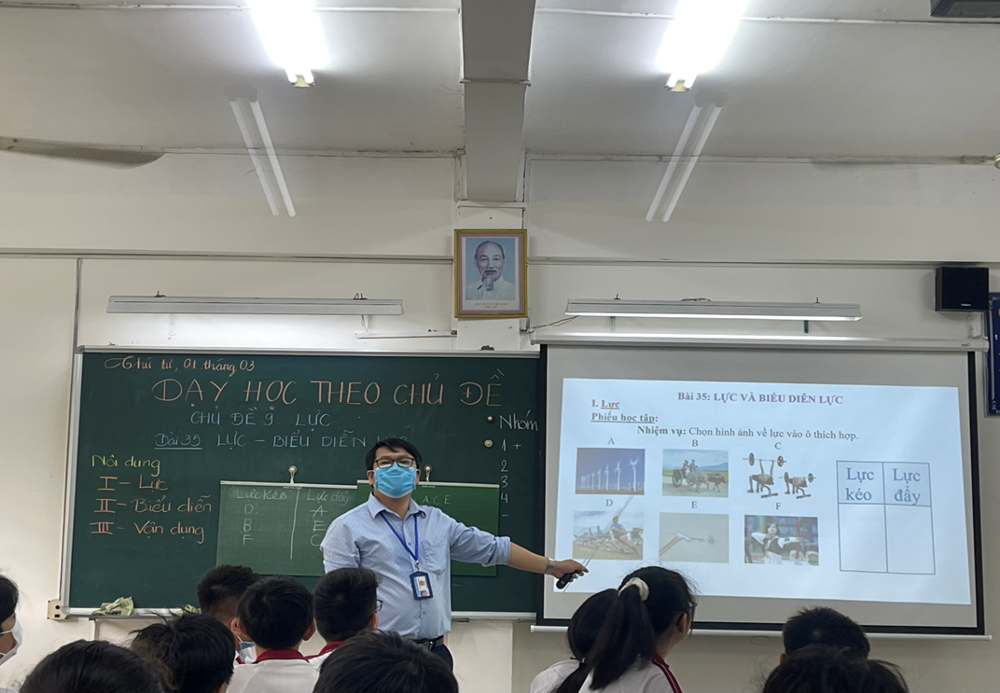 Thứ tư, 01 tháng 03
DẠY HỌC THEO CHỦ ĐỀ
CHỦ ĐỀ 9: LỰC
Bài 35 LỰC - BIỂU DIỄN
Nhóm
1 +
2
3
4
Nội dung
I - Lực
II - Biểu diễn
III - Vận dụng
Lực kéo Lực đẩy
D A
B E
F C
A C E
Bài 35: LỰC VÀ BIỂU DIỄN LỰC
I. Lực
Phiếu học tập:
Nhiệm vụ: Chọn hình ảnh về lực vào ô thích hợp.
A B C
D E F
Lực kéo
Lực đẩy